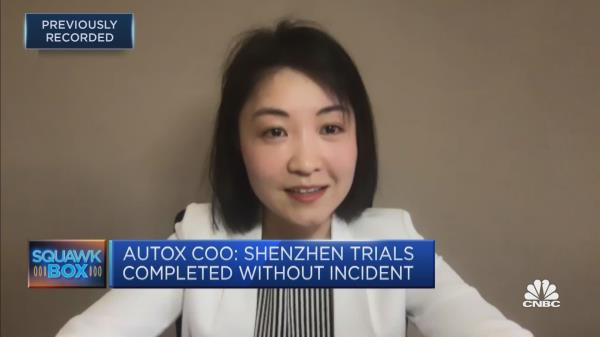 PREVIOUSLY
RECORDED
SQUAWK
BOX
AUTOX COO: SHENZHEN TRIALS
COMPLETED WITHOUT INCIDENT
CNBC